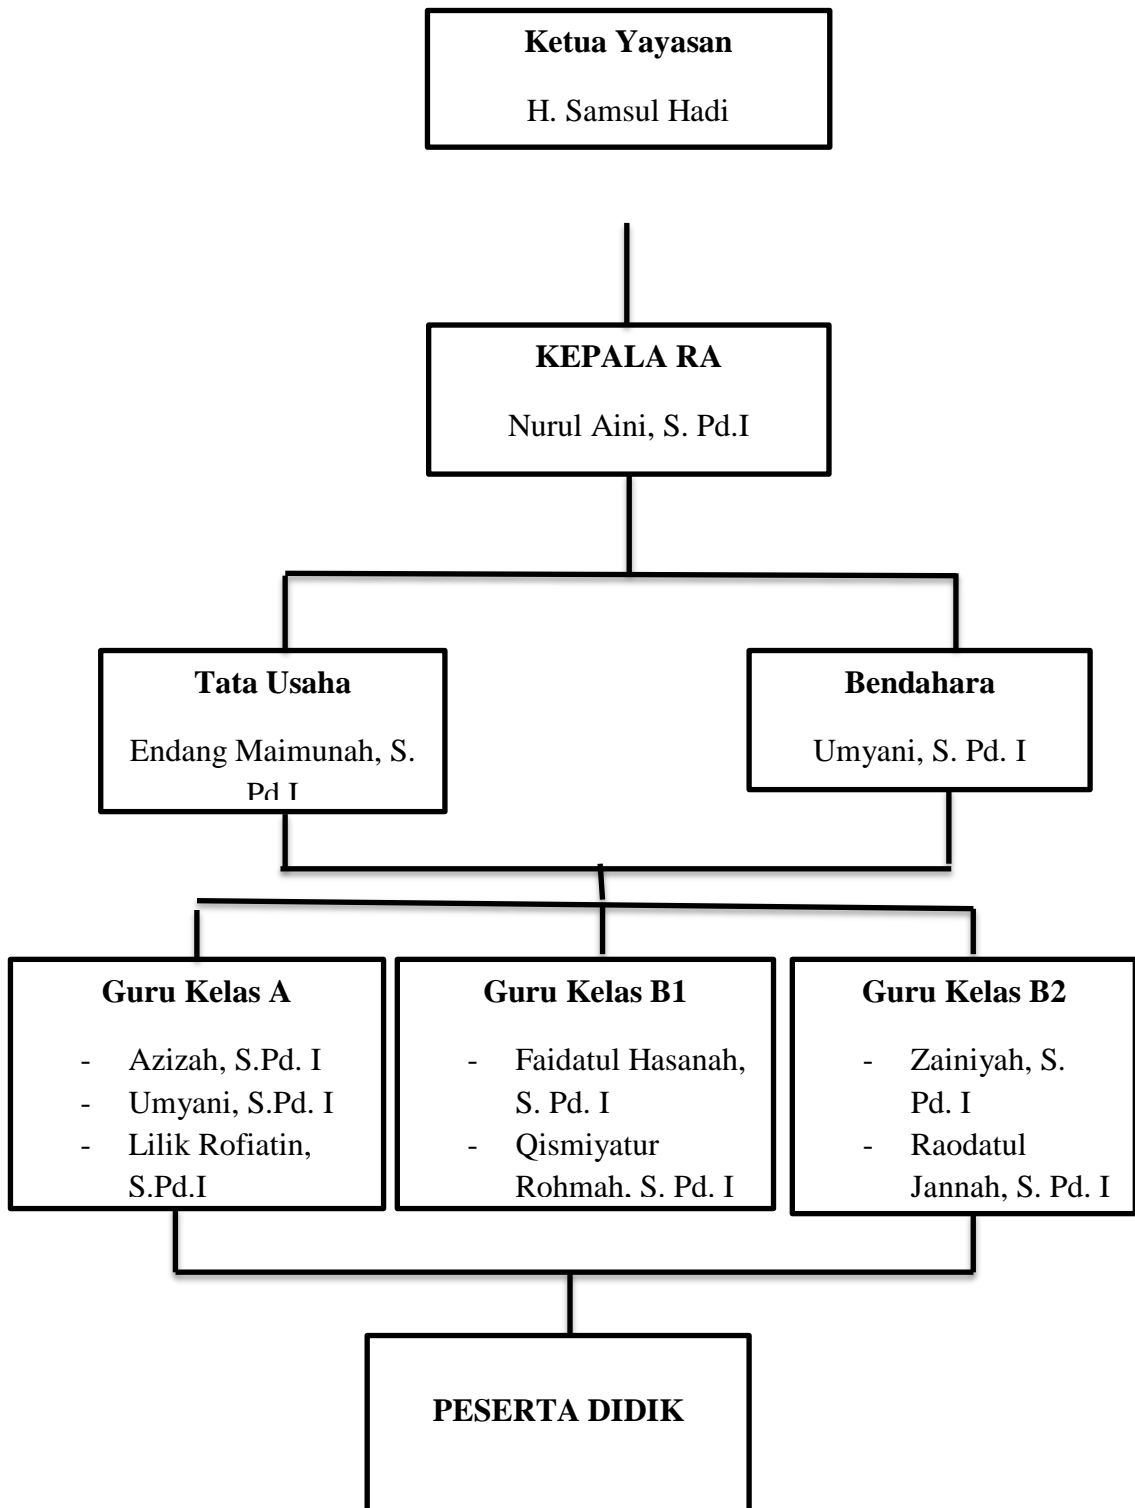 Ketua Yayasan
H. Samsul Hadi
KEPALA RA
Nurul Aini, S. Pd.I
Tata Usaha
Endang Maimunah, S.
Pd.I
Bendahara
Umyani, S. Pd. I
Guru Kelas A
- Azizah, S.Pd. I
- Umyani, S.Pd. I
- Lilik Rofiatin,
S.Pd.I
Guru Kelas B1
- Faidatul Hasanah,
S. Pd. I
- Qismiyatur
Rohmah, S. Pd. I
Guru Kelas B2
- Zainiyah, S.
Pd. I
- Raodatul
Jannah, S. Pd. I
PESERTA DIDIK